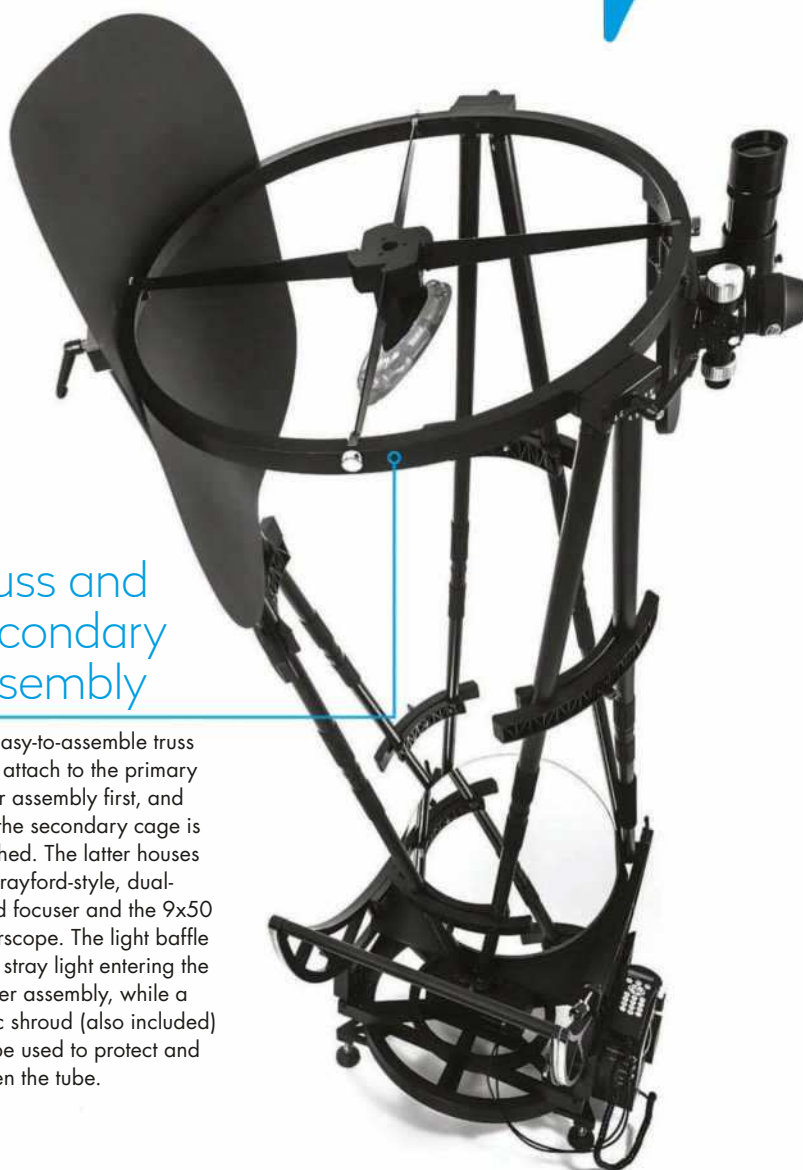 uss and
condary
sembly
asy-to-assemble truss
attach to the primary
r assembly first, and
the secondary cage is
hed. The latter houses
rayford-style, dual-
d focuser and the 9x50
rscope. The light baffle
stray light entering the
er assembly, while a
c shroud (also included)
be used to protect and
en the tube.